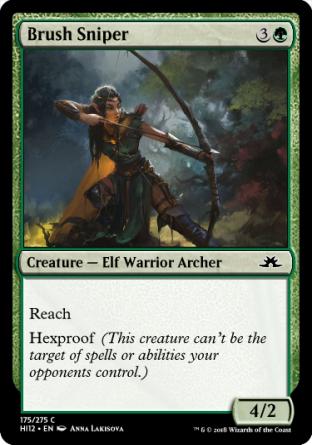 Brush Sniper 3
Creature — Elf Warrior Archer
Reach
Hexproof (This creature can't be the
target of spells or abilities your
opponents control.)
4/2
175/275 C
HI12 • EN Anna Lakisova
™ & © 2018 Wizards of the Coast